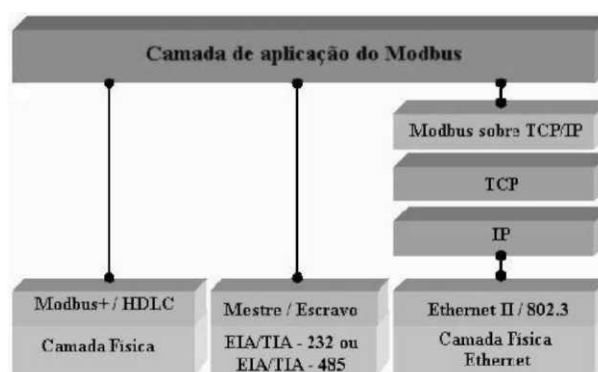 Camada de aplicação do Modbus
Modbus sobre TCP/IP
TCP
IP
Modbus+ / HDLC
Camada Física
Mestre / Escravo
EIA/TIA - 232 ou
EIA/TIA - 485
Ethernet II / 802.3
Camada Física
Ethernet